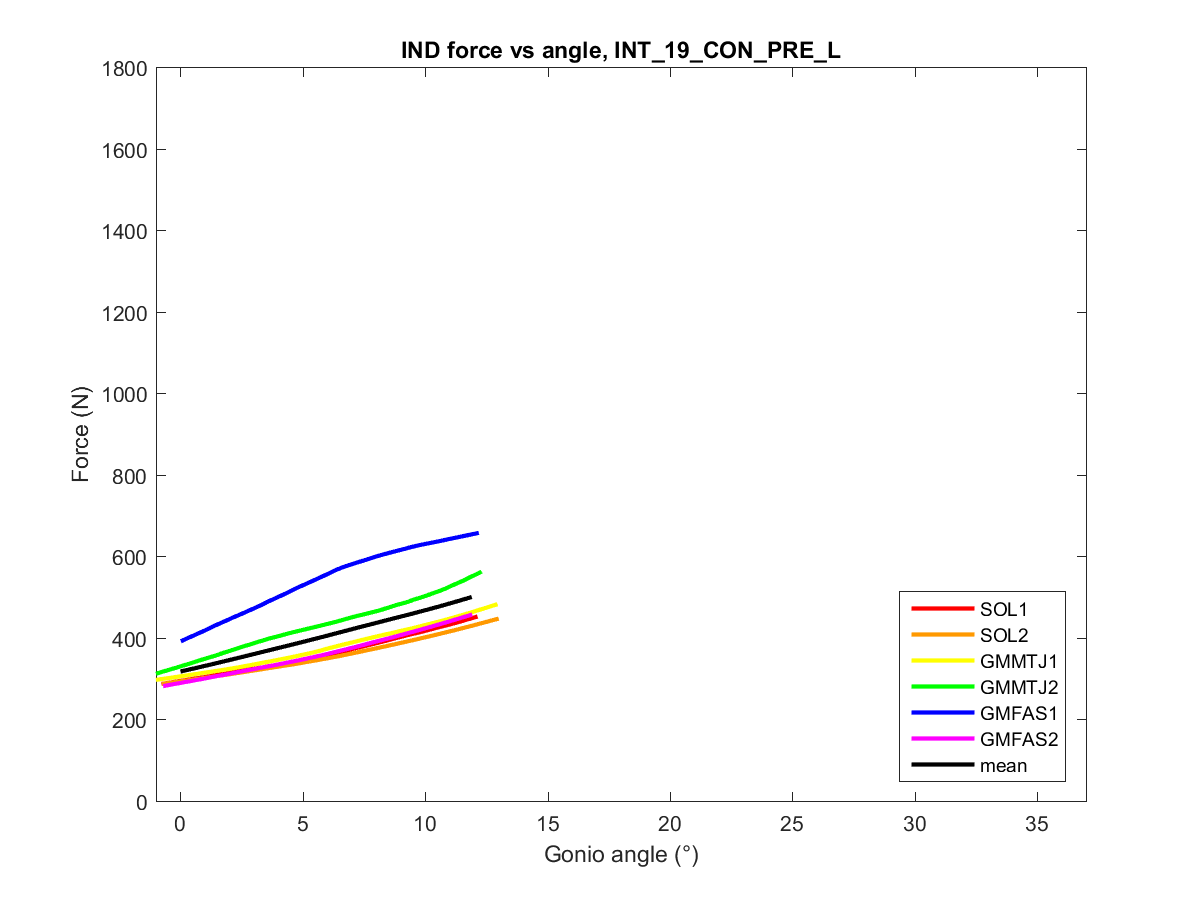 IND force vs angle, INT_19_CON_PRE_L
1800
1600
1400
1200
1000
800
600
400
200
0
Force (N)
0 5 10 15 20 25 30 35
Gonio angle (°)
SOL1
SOL2
GMMTJ1
GMMTJ2
GMFAS1
GMFAS2
mean